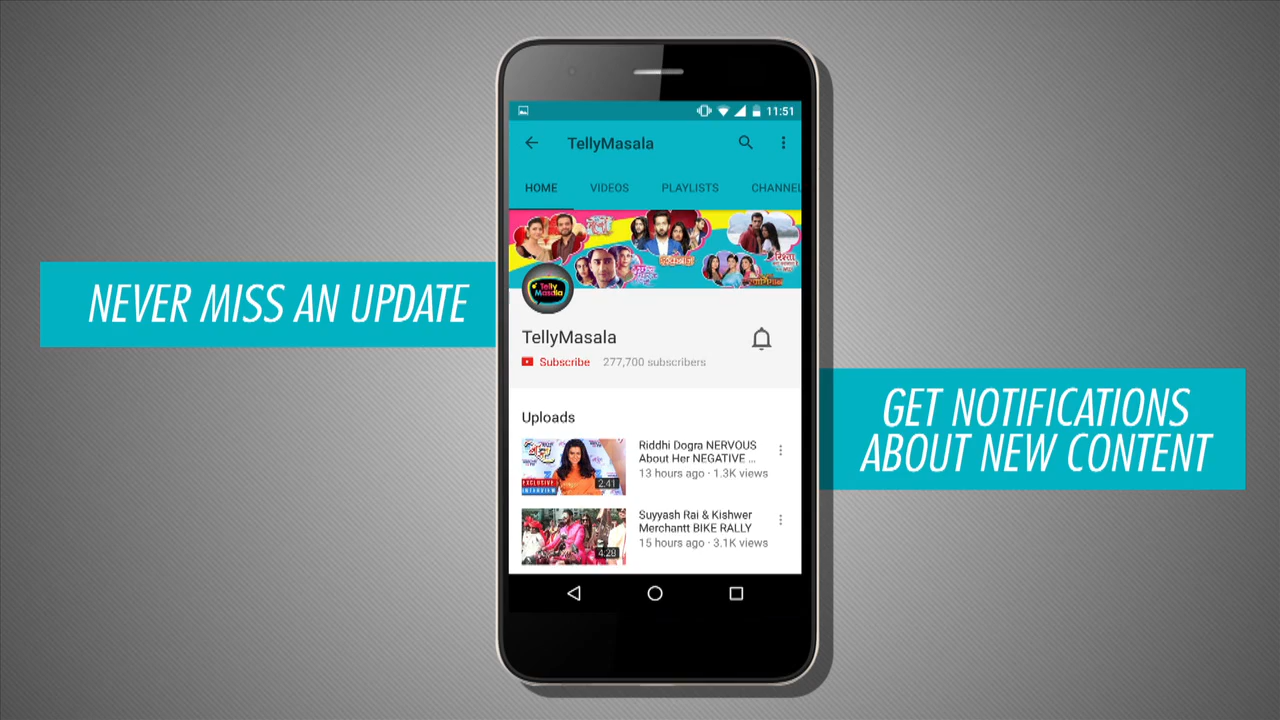 11:51
TellyMasala
HOME VIDEOS PLAYLISTS CHANNEL
Telly
Masala
TellyMasala
Subscribe 277,700 subscribers
NEVER MISS AN UPDATE
GET NOTIFICATIONS
ABOUT NEW CONTENT
Uploads
Riddhi Dogra NERVOUS
About Her NEGATIVE ...
13 hours ago · 1.3K views
EXCLUSIVE
INTERVIEW
2:41
Suyyash Rai & Kishwer
Merchantt BIKE RALLY
15 hours ago · 3.1K views
4:28